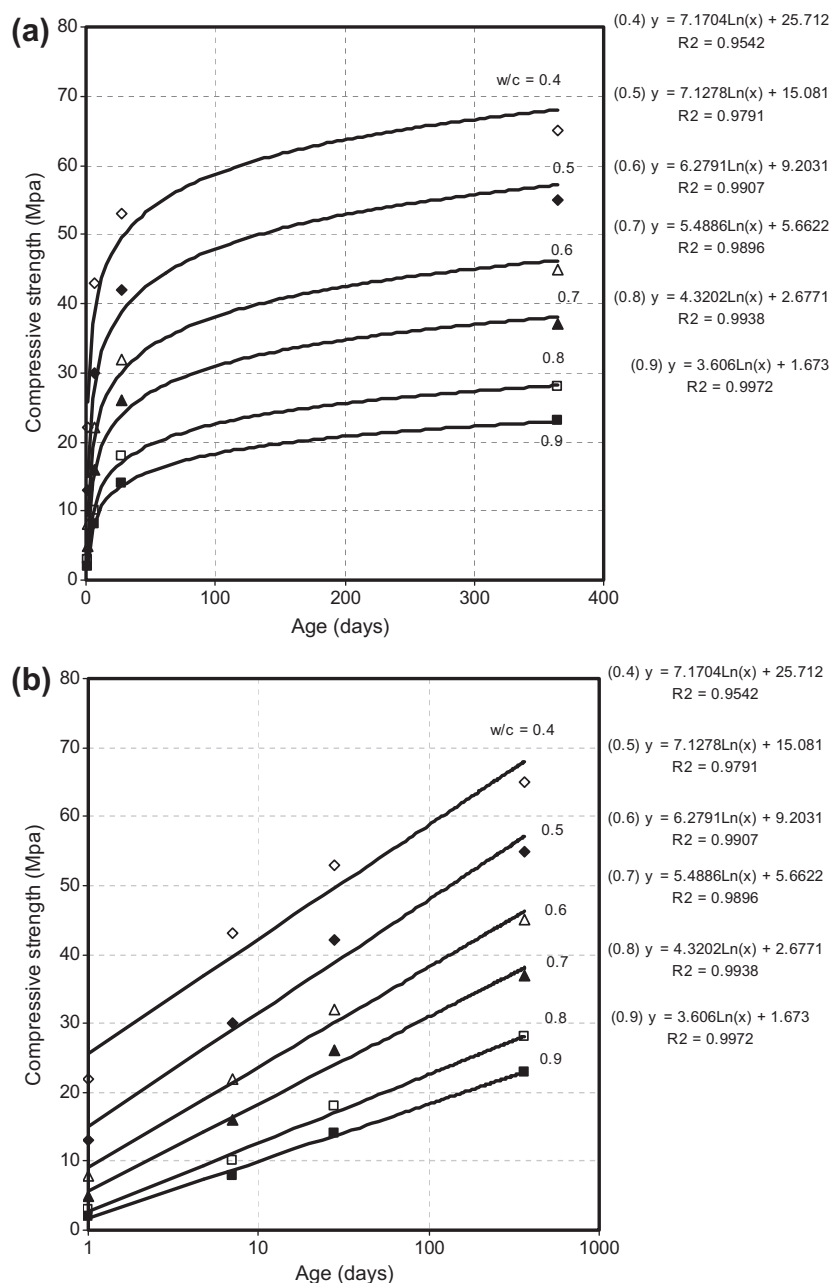 (a)
80
70
60
50
40
30
20
10
0
Compressive strength (Mpa)
0 100 200 300 400
Age (days)
w/c = 0.4
0.5
0.6
0.7
0.8
0.9
(0.4) y = 7.1704Ln(x) + 25.712
R2 = 0.9542
(0.5) y = 7.1278Ln(x) + 15.081
R2 = 0.9791
(0.6) y = 6.2791Ln(x) + 9.2031
R2 = 0.9907
(0.7) y = 5.4886Ln(x) + 5.6622
R2 = 0.9896
(0.8) y = 4.3202Ln(x) + 2.6771
R2 = 0.9938
(0.9) y = 3.606Ln(x) + 1.673
R2 = 0.9972
(b)
80
70
60
50
40
30
20
10
0
Compressive strength (MPa)
1 10 100 1000
Age (days)
w/c = 0.4
0.5
0.6
0.7
0.8
0.9
(0.4) y = 7.1704Ln(x) + 25.712
R2 = 0.9542
(0.5) y = 7.1278Ln(x) + 15.081
R2 = 0.9791
(0.6) y = 6.2791Ln(x) + 9.2031
R2 = 0.9907
(0.7) y = 5.4886Ln(x) + 5.6622
R2 = 0.9896
(0.8) y = 4.3202Ln(x) + 2.6771
R2 = 0.9938
(0.9) y = 3.606Ln(x) + 1.673
R2 = 0.9972